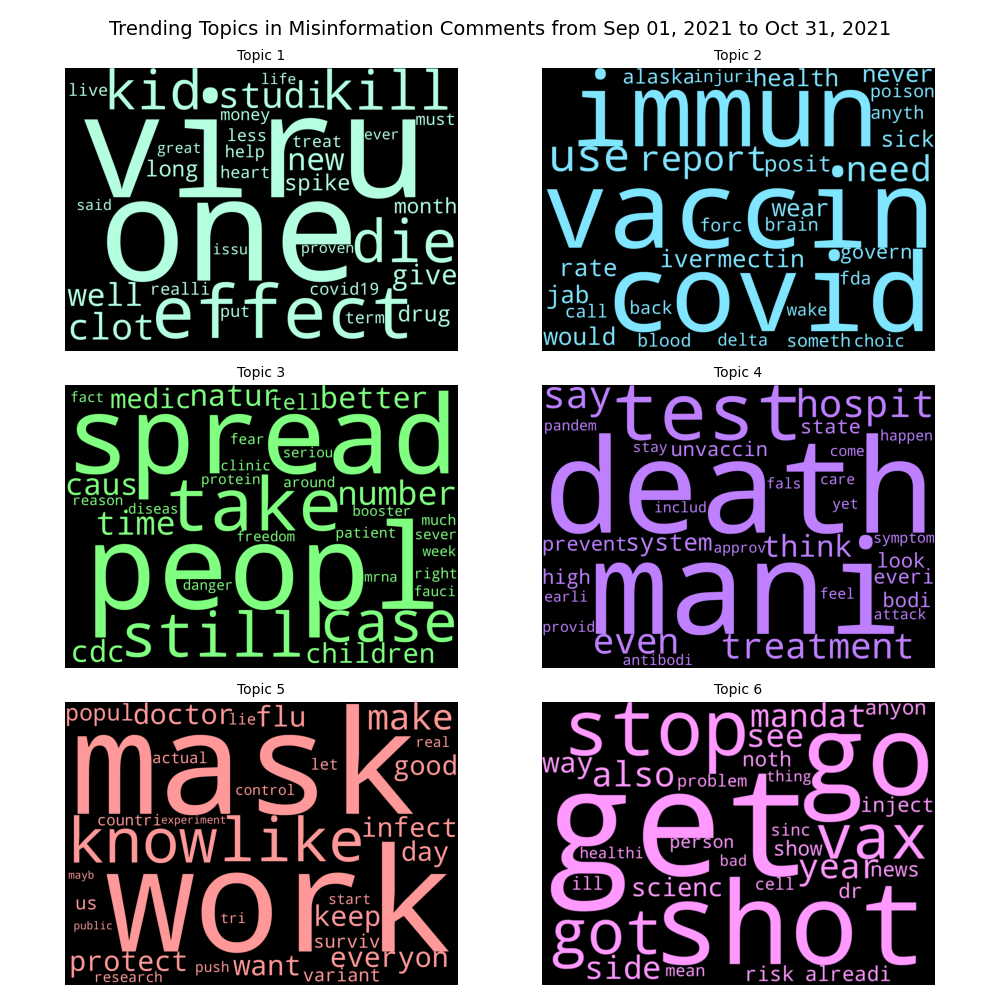 Trending Topics in Misinformation Comments from Sep 01, 2021 to Oct 31, 2021
Topic 1
live kid studi life kill
money must
viru
great less help treat new ever
long heart spike
said one month
issu proven die
give
well realli covid19
clot effect put term drug
Topic 2
alaska injuri health never
immun poison
anyth
sick
use report posit need
vaccin
forc wear brain
rate ivermectin govern
jab covid fda
call back wake
would blood delta someth choic
Topic 3
fact medic natur tell better
spread
fear seriou
clinic
caus protein around number
reason take booster
time diseas much
freedom patient sever
peopl week
danger mrna right
fauci
still case
cdc children
Topic 4
say test hospit
pandem state happen
stay unvaccin come
death
fals care
includ yet
prevent system approv think symptom
high mani look
everi
earli feel bodi
provid attack
even treatment
antibodi
Topic 5
popul doctor lie flu make
mask real
actual let good
control
countri experiment infect
know like day
mayb work
us start
public tri keep
surviv
protect push want everyon
research variant
Topic 6
stop mandat anyon
see go
way also noth
problem thing
get inject
sinc vax
person show
healthi bad year news
ill scienc cell dr
got shot
side mean risk alreadi